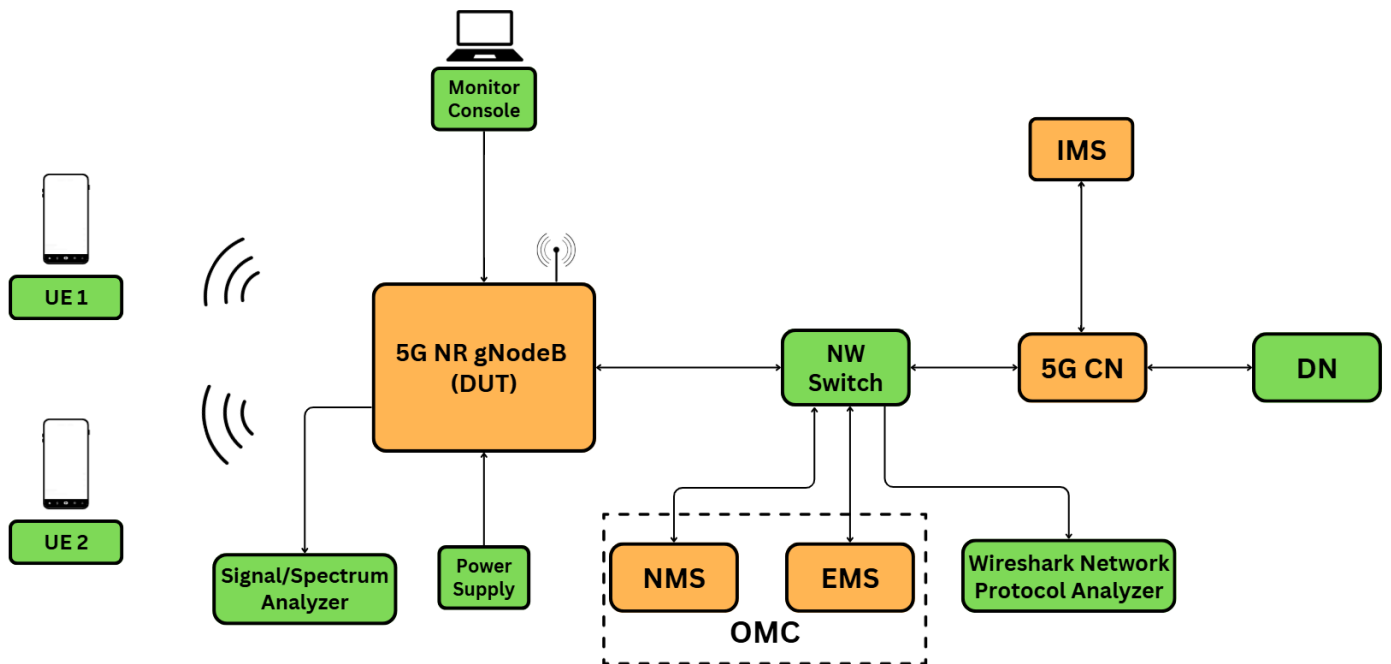 Monitor
Console
IMS
UE 1
5G NR gNodeB
(DUT)
NW
Switch
5G CN
DN
UE 2
Signal/Spectrum
Analyzer
Power
Supply
NMS
EMS
Wireshark Network
Protocol Analyzer
OMC